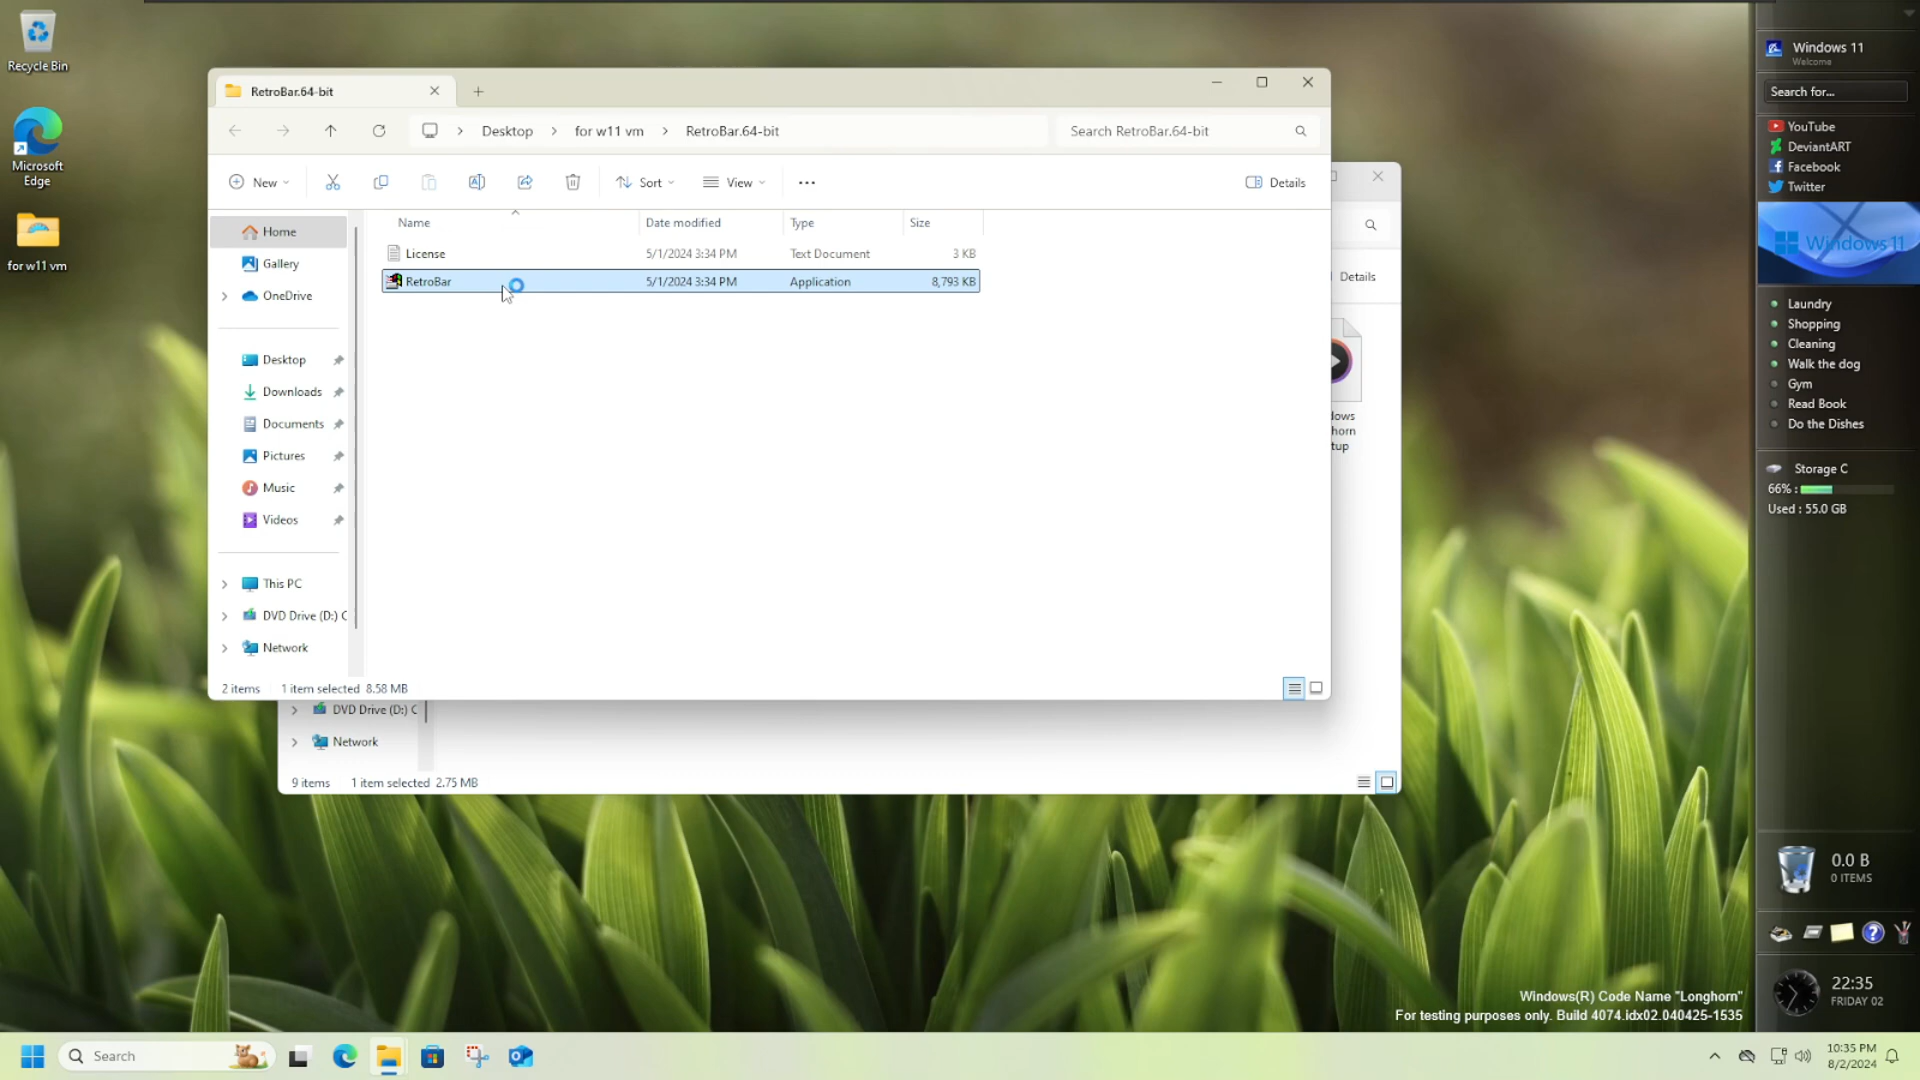 Recycle Bin
Microsoft
Edge
for w11 vm
RetroBar.64-bit
Desktop
for w11 vm
RetroBar.64-bit
Search RetroBar.64-bit
New
Sort
View
Details
Home
Gallery
OneDrive
Desktop
Downloads
Documents
Pictures
Music
Videos
This PC
DVD Drive (D:) C
Network
Name
Date modified
Type
Size
License
5/1/2024 3:34 PM
Text Document
3 KB
RetroBar
5/1/2024 3:34 PM
Application
8,793 KB
2 items
1 item selected 8.58 MB
Details
lows
horn
tup
DVD Drive (D:) C
Network
9 items
1 item selected 2.75 MB
Windows 11
Welcome
Search for...
YouTube
DeviantART
Facebook
Twitter
Windows 11
Laundry
Shopping
Cleaning
Walk the dog
Gym
Read Book
Do the Dishes
Storage C
66% :
Used : 55.0 GB
0.0 B
0 ITEMS
22:35
FRIDAY 02
Windows(R) Code Name "Longhorn"
For testing purposes only. Build 4074.idx02.040425-1535
Search
10:35 PM
8/2/2024